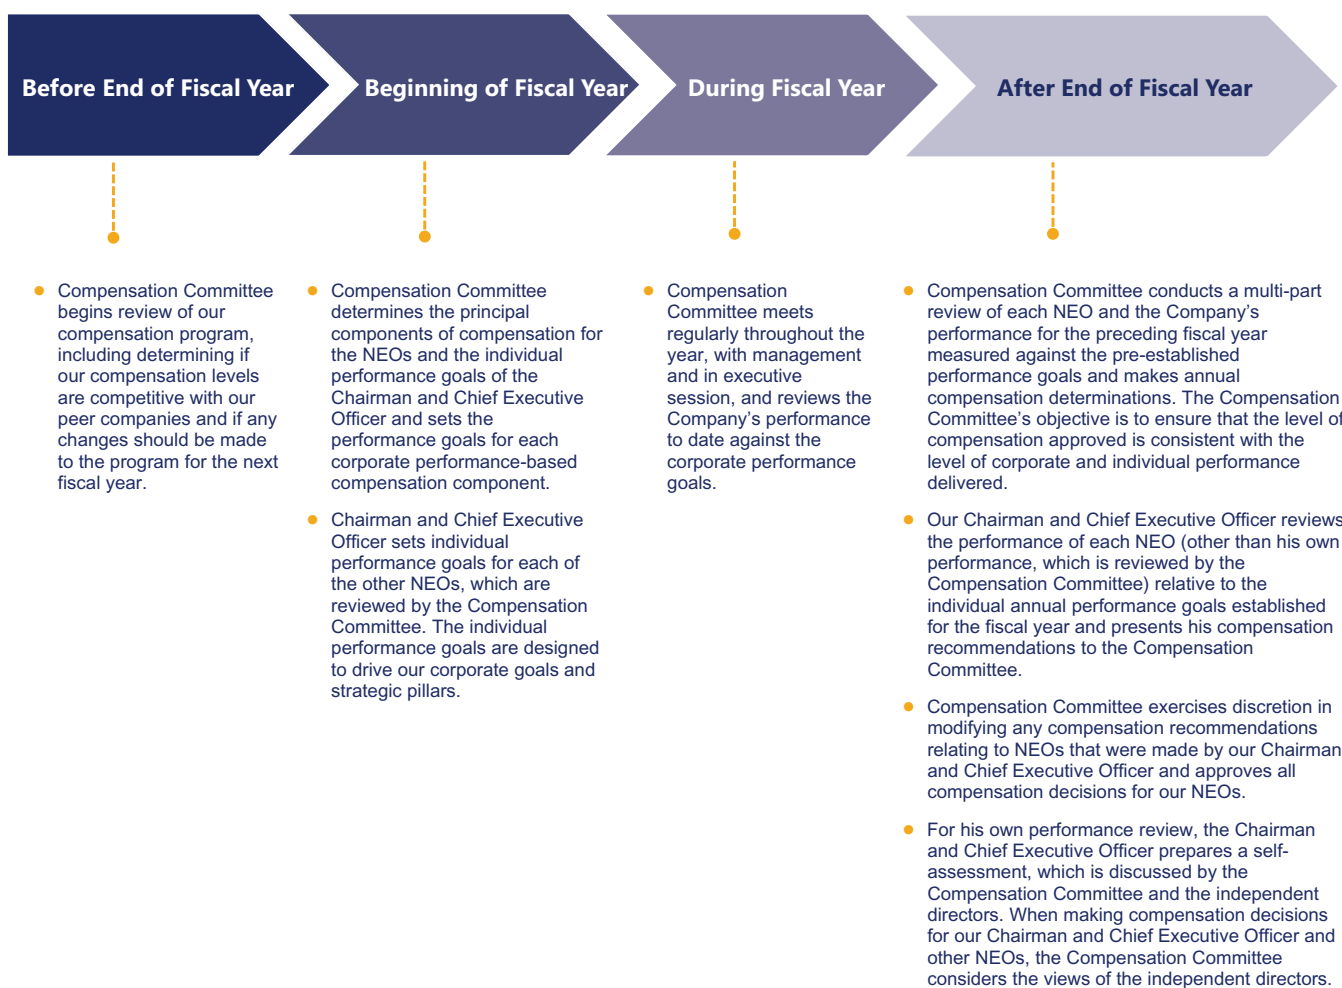 Before End of Fiscal Year
Beginning of Fiscal Year
During Fiscal Year
After End of Fiscal Year
Compensation Committee
begins review of our
compensation program,
including determining if
our compensation levels
are competitive with our
peer companies and if any
changes should be made
to the program for the next
fiscal year.
Compensation Committee
determines the principal
components of compensation for
the NEOs and the individual
performance goals of the
Chairman and Chief Executive
Officer and sets the
performance goals for each
corporate performance-based
compensation component.
Chairman and Chief Executive
Officer sets individual
performance goals for each of
the other NEOs, which are
reviewed by the Compensation
Committee. The individual
performance goals are designed
to drive our corporate goals and
strategic pillars.
Compensation
Committee meets
regularly throughout the
year, with management
and in executive
session, and reviews the
Company’s performance
to date against the
corporate performance
goals.
Compensation Committee conducts a multi-part
review of each NEO and the Company’s
performance for the preceding fiscal year
measured against the pre-established
performance goals and makes annual
compensation determinations. The Compensation
Committee’s objective is to ensure that the level of
compensation approved is consistent with the
level of corporate and individual performance
delivered.
Our Chairman and Chief Executive Officer reviews
the performance of each NEO (other than his own
performance, which is reviewed by the
Compensation Committee) relative to the
individual annual performance goals established
for the fiscal year and presents his compensation
recommendations to the Compensation
Committee.
Compensation Committee exercises discretion in
modifying any compensation recommendations
relating to NEOs that were made by our Chairman
and Chief Executive Officer and approves all
compensation decisions for our NEOs.
For his own performance review, the Chairman
and Chief Executive Officer prepares a self-
assessment, which is discussed by the
Compensation Committee and the independent
directors. When making compensation decisions
for our Chairman and Chief Executive Officer and
other NEOs, the Compensation Committee
considers the views of the independent directors.